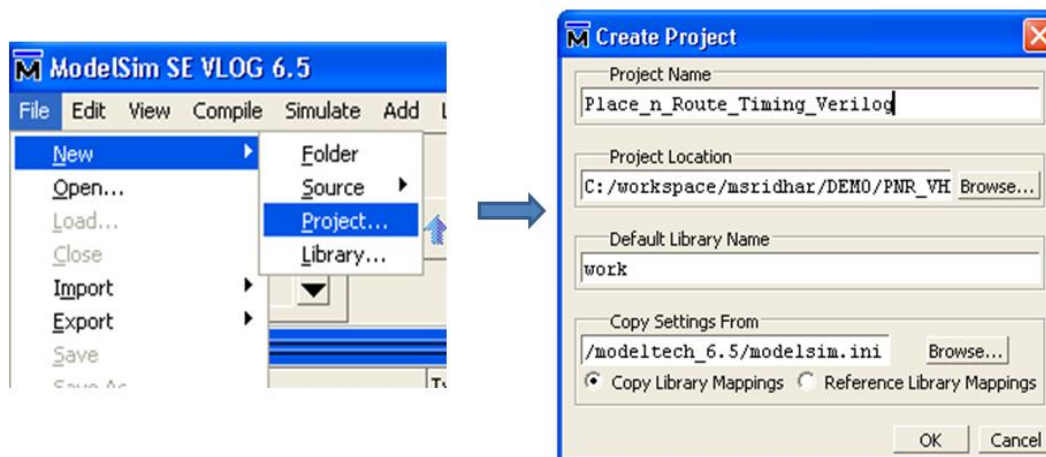 ModelSim SE VLOG 6.5
File Edit View Compile Simulate Add
New
Open...
Load...
Close
Import
Export
Save
Save As
Folder
Source
Project...
Library...
Create Project
Project Name
Place_n_Route_Timing_Verilog
Project Location
C:/workspace/msridhar/DEMO/PNR_VH Browse...
Default Library Name
work
Copy Settings From
/modeltech_6.5/modelsim.ini Browse...
Copy Library Mappings Reference Library Mappings
OK Cancel